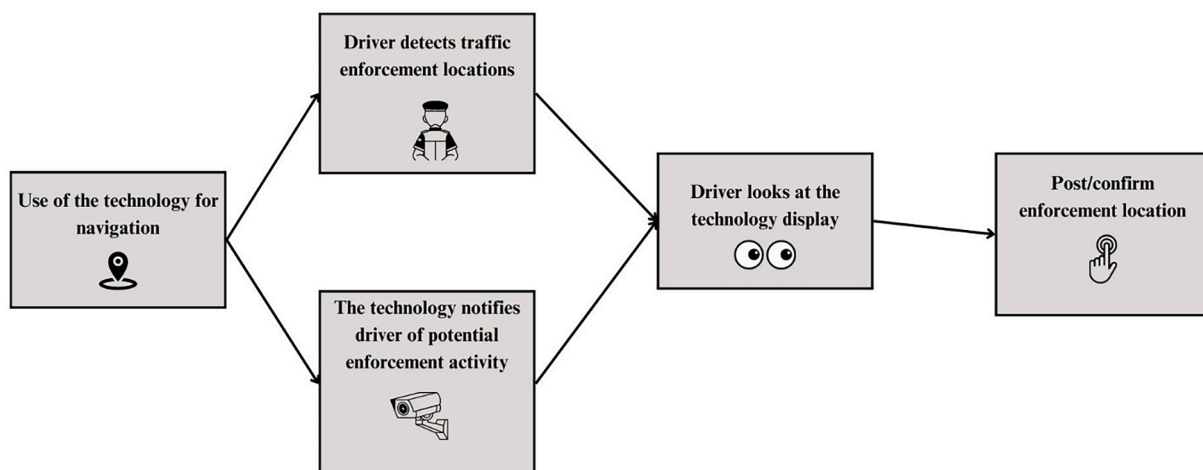 Driver detects traffic
enforcement locations
Use of the technology for
navigation
The technology notifies
driver of potential
enforcement activity
Driver looks at the
technology display
Post/confirm
enforcement location